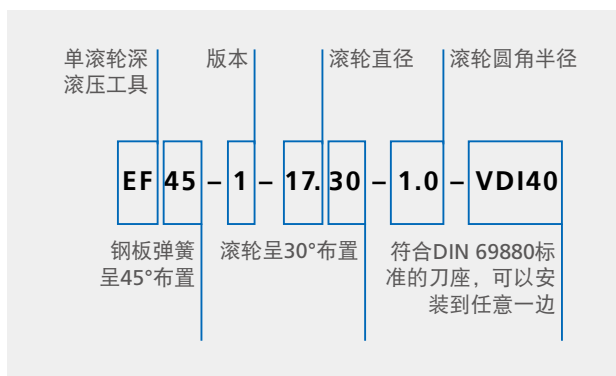 单滚轮深
滚压工具
版本
滚轮直径
滚轮圆角半径
EF 45 – 1 – 17. 30 – 1.0 – VDI40
钢板弹簧
呈45°布置
滚轮呈30°布置
符合DIN 69880标
准的刀座，可以安
装到任意一边